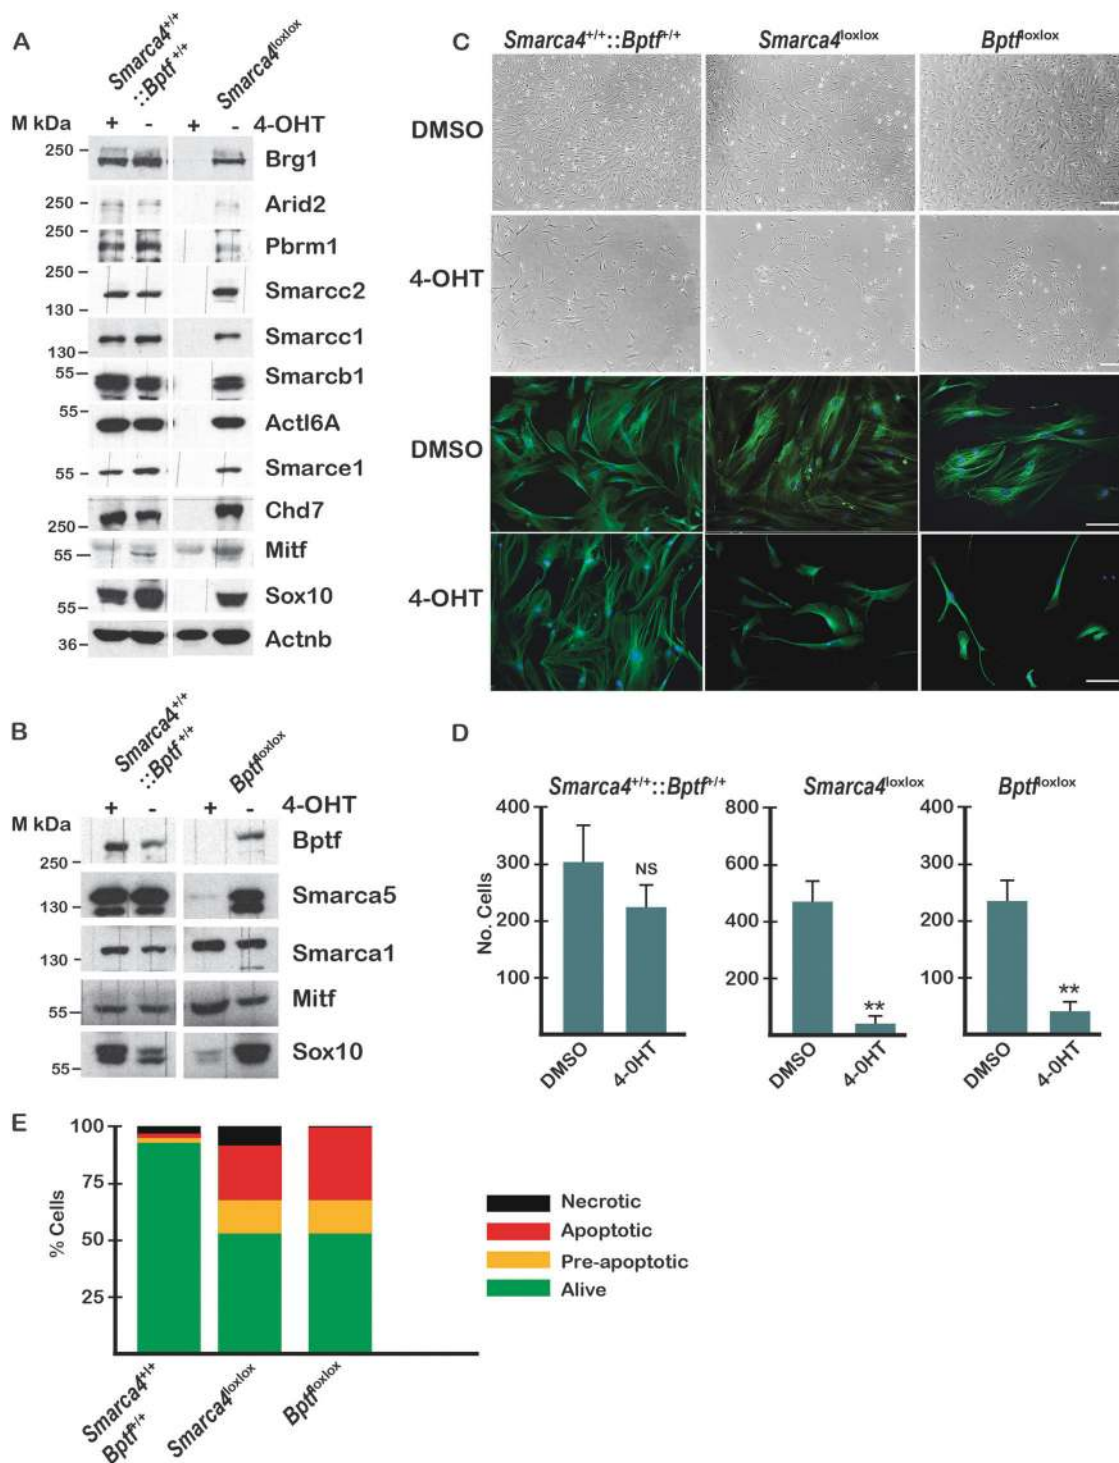 A
Smarca4+/+
::Bptf+/+
Smarca4loxlox
M kDa
+ - + - 4-OHT
250
Brg1
250
Arid2
250
Pbrm1
250
Smarcc2
130
Smarcc1
130
55
Smarcb1
55
Actl6A
55
Smarce1
Chd7
250
Mitf
55
Sox10
55
Actnb
36
B
Smarca4+/+
::Bptf+/+
Bptfloxlox
+ - + - 4-OHT
M kDa
Bptf
250
Smarca5
130
Smarca1
130
Mitf
55
Sox10
55
C
Smarca4+/+::Bptf+/+ Smarca4loxlox Bptfloxlox
DMSO
4-OHT
DMSO
4-OHT
D
Smarca4+/+::Bptf+/+ Smarca4loxlox Bptfloxlox
No. Cells
400
300
200
100
NS
DMSO
4-0HT
800
600
400
200
**
DMSO
4-0HT
400
300
200
100
**
DMSO
4-0HT
E
% Cells
100
75
50
25
Smarca4+/+
Bptf+/+
Smarca4loxlox
Bptfloxlox
Necrotic
Apoptotic
Pre-apoptotic
Alive